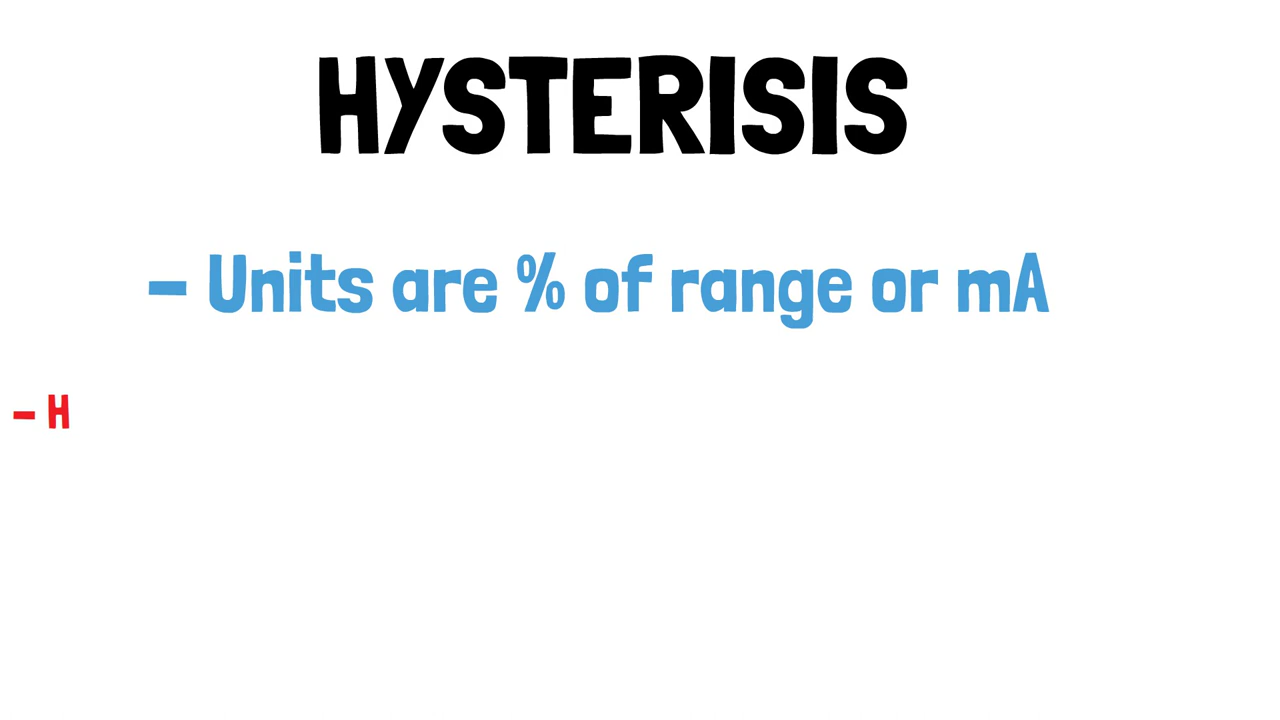 HYSTERISIS
- Units are % of range or mA
- H